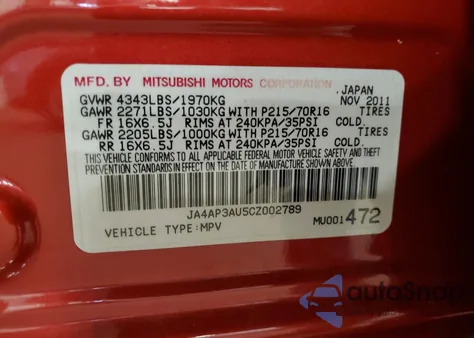 MFD. BY MITSUBISHI MOTORS CORPORATION JAPAN
GVWR 4343LBS/1970KG NOV 2011
GAWR 2271LBS/1030KG WITH P215/70R16 TIRES
FR 16X6.5J RIMS AT 240KPA/35PSI COLD.
GAWR 2205LBS/1000KG WITH P215/70R16 TIRES
RR 16X6.5J RIMS AT 240KPA/35PSI COLD.
THIS VEHICLE CONFORMS TO ALL APPLICABLE FEDERAL MOTOR VEHICLE
SAFETY AND THEFT PREVENTION STANDARDS IN EFFECT ON THE
DATE OF MANUFACTURE SHOWN ABOVE.
JA4AP3AU5CZ002789
VEHICLE TYPE:MPV MU001472
autoSnap